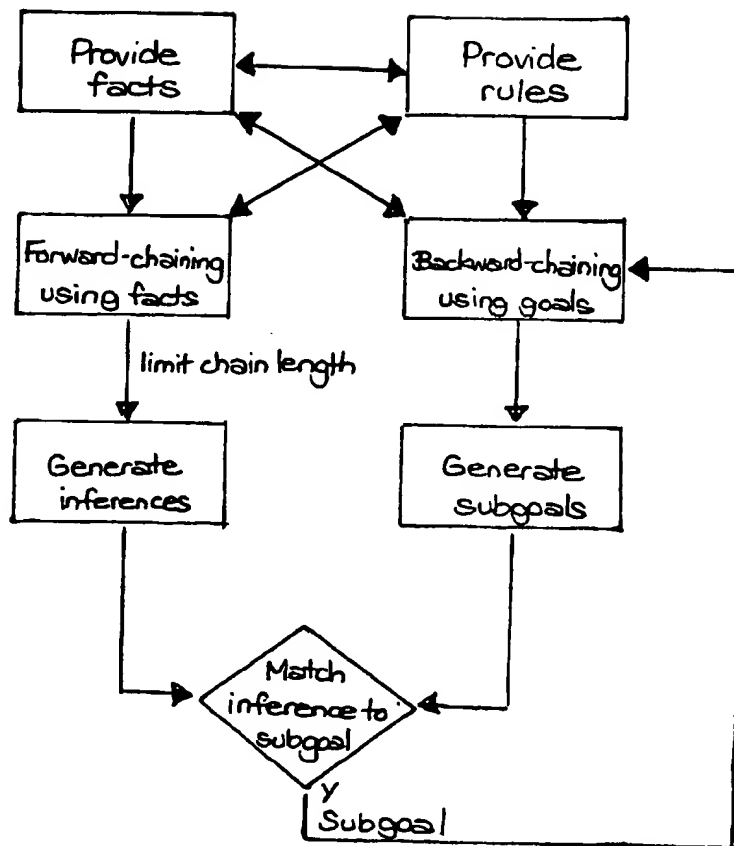 Provide
facts
Provide
rules
Forward-chaining
using facts
Backward-chaining
using goals
limit chain length
Generate
inferences
Generate
subgoals
Match
inference to
subgoal
Y
Subgoal